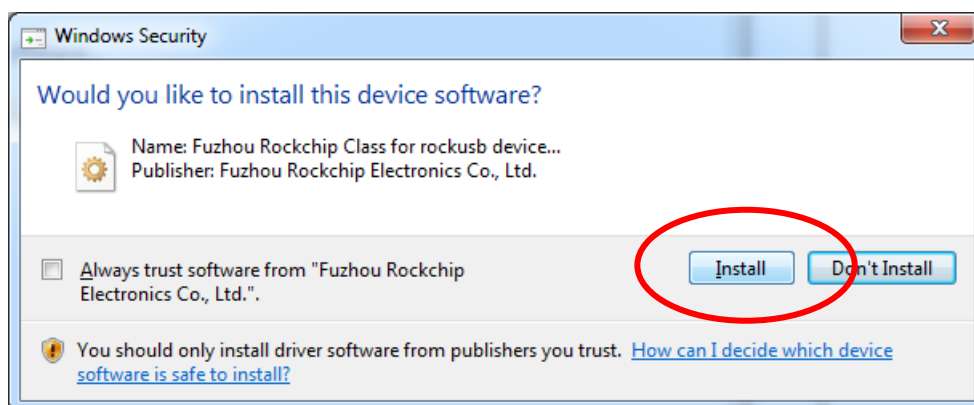 Windows Security
Would you like to install this device software?
Name: Fuzhou Rockchip Class for rockusb device...
Publisher: Fuzhou Rockchip Electronics Co., Ltd.
Always trust software from "Fuzhou Rockchip
Electronics Co., Ltd.".
Install
Don't Install
You should only install driver software from publishers you trust. How can I decide which device
software is safe to install?